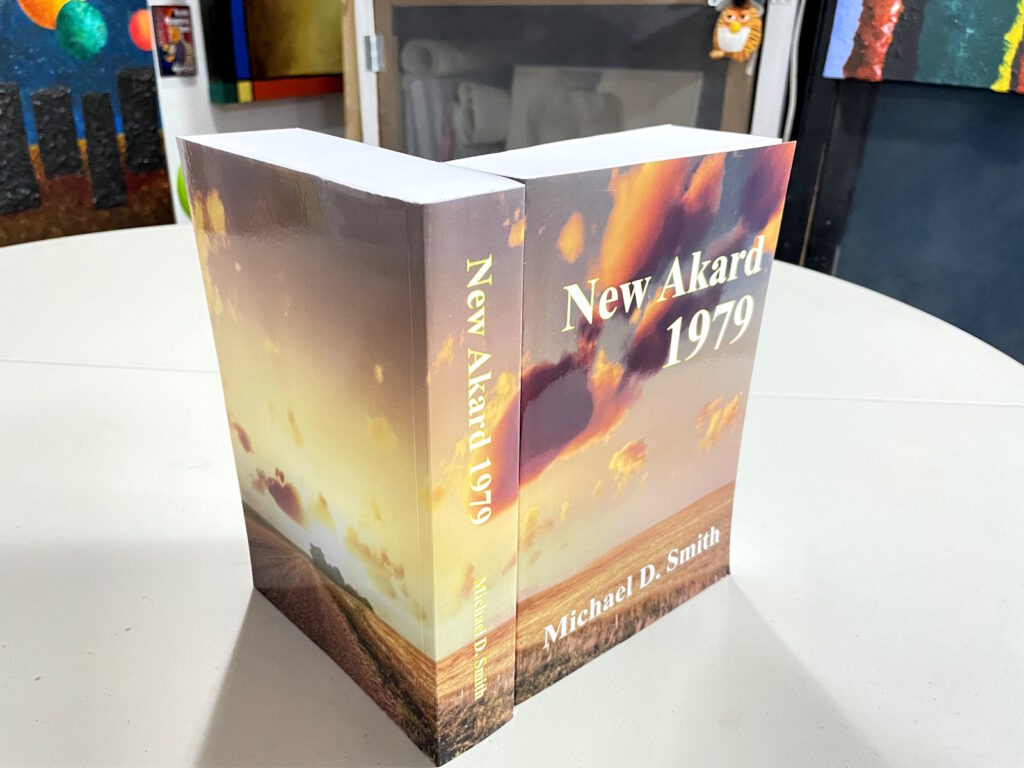 New Akard 1979
Michael D. Smith
New Akard
1979
Michael D. Smith